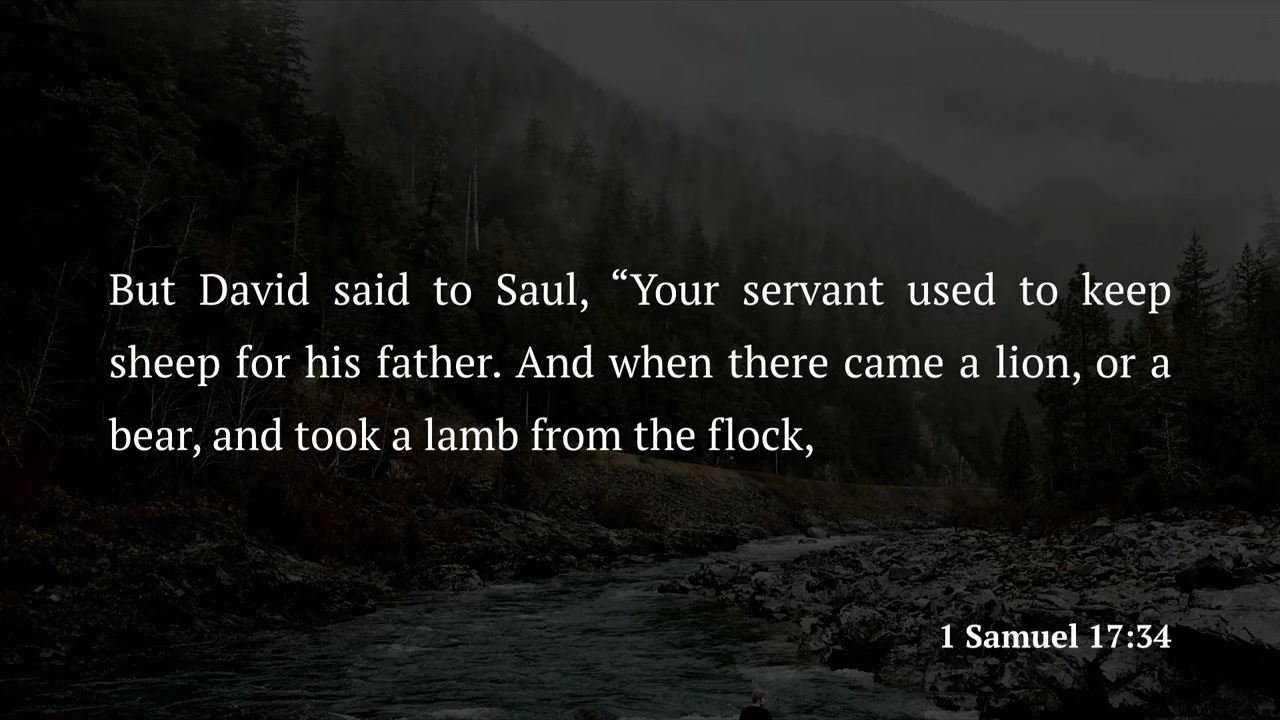 But David said to Saul, “Your servant used to keep
sheep for his father. And when there came a lion, or a
bear, and took a lamb from the flock,
1 Samuel 17:34